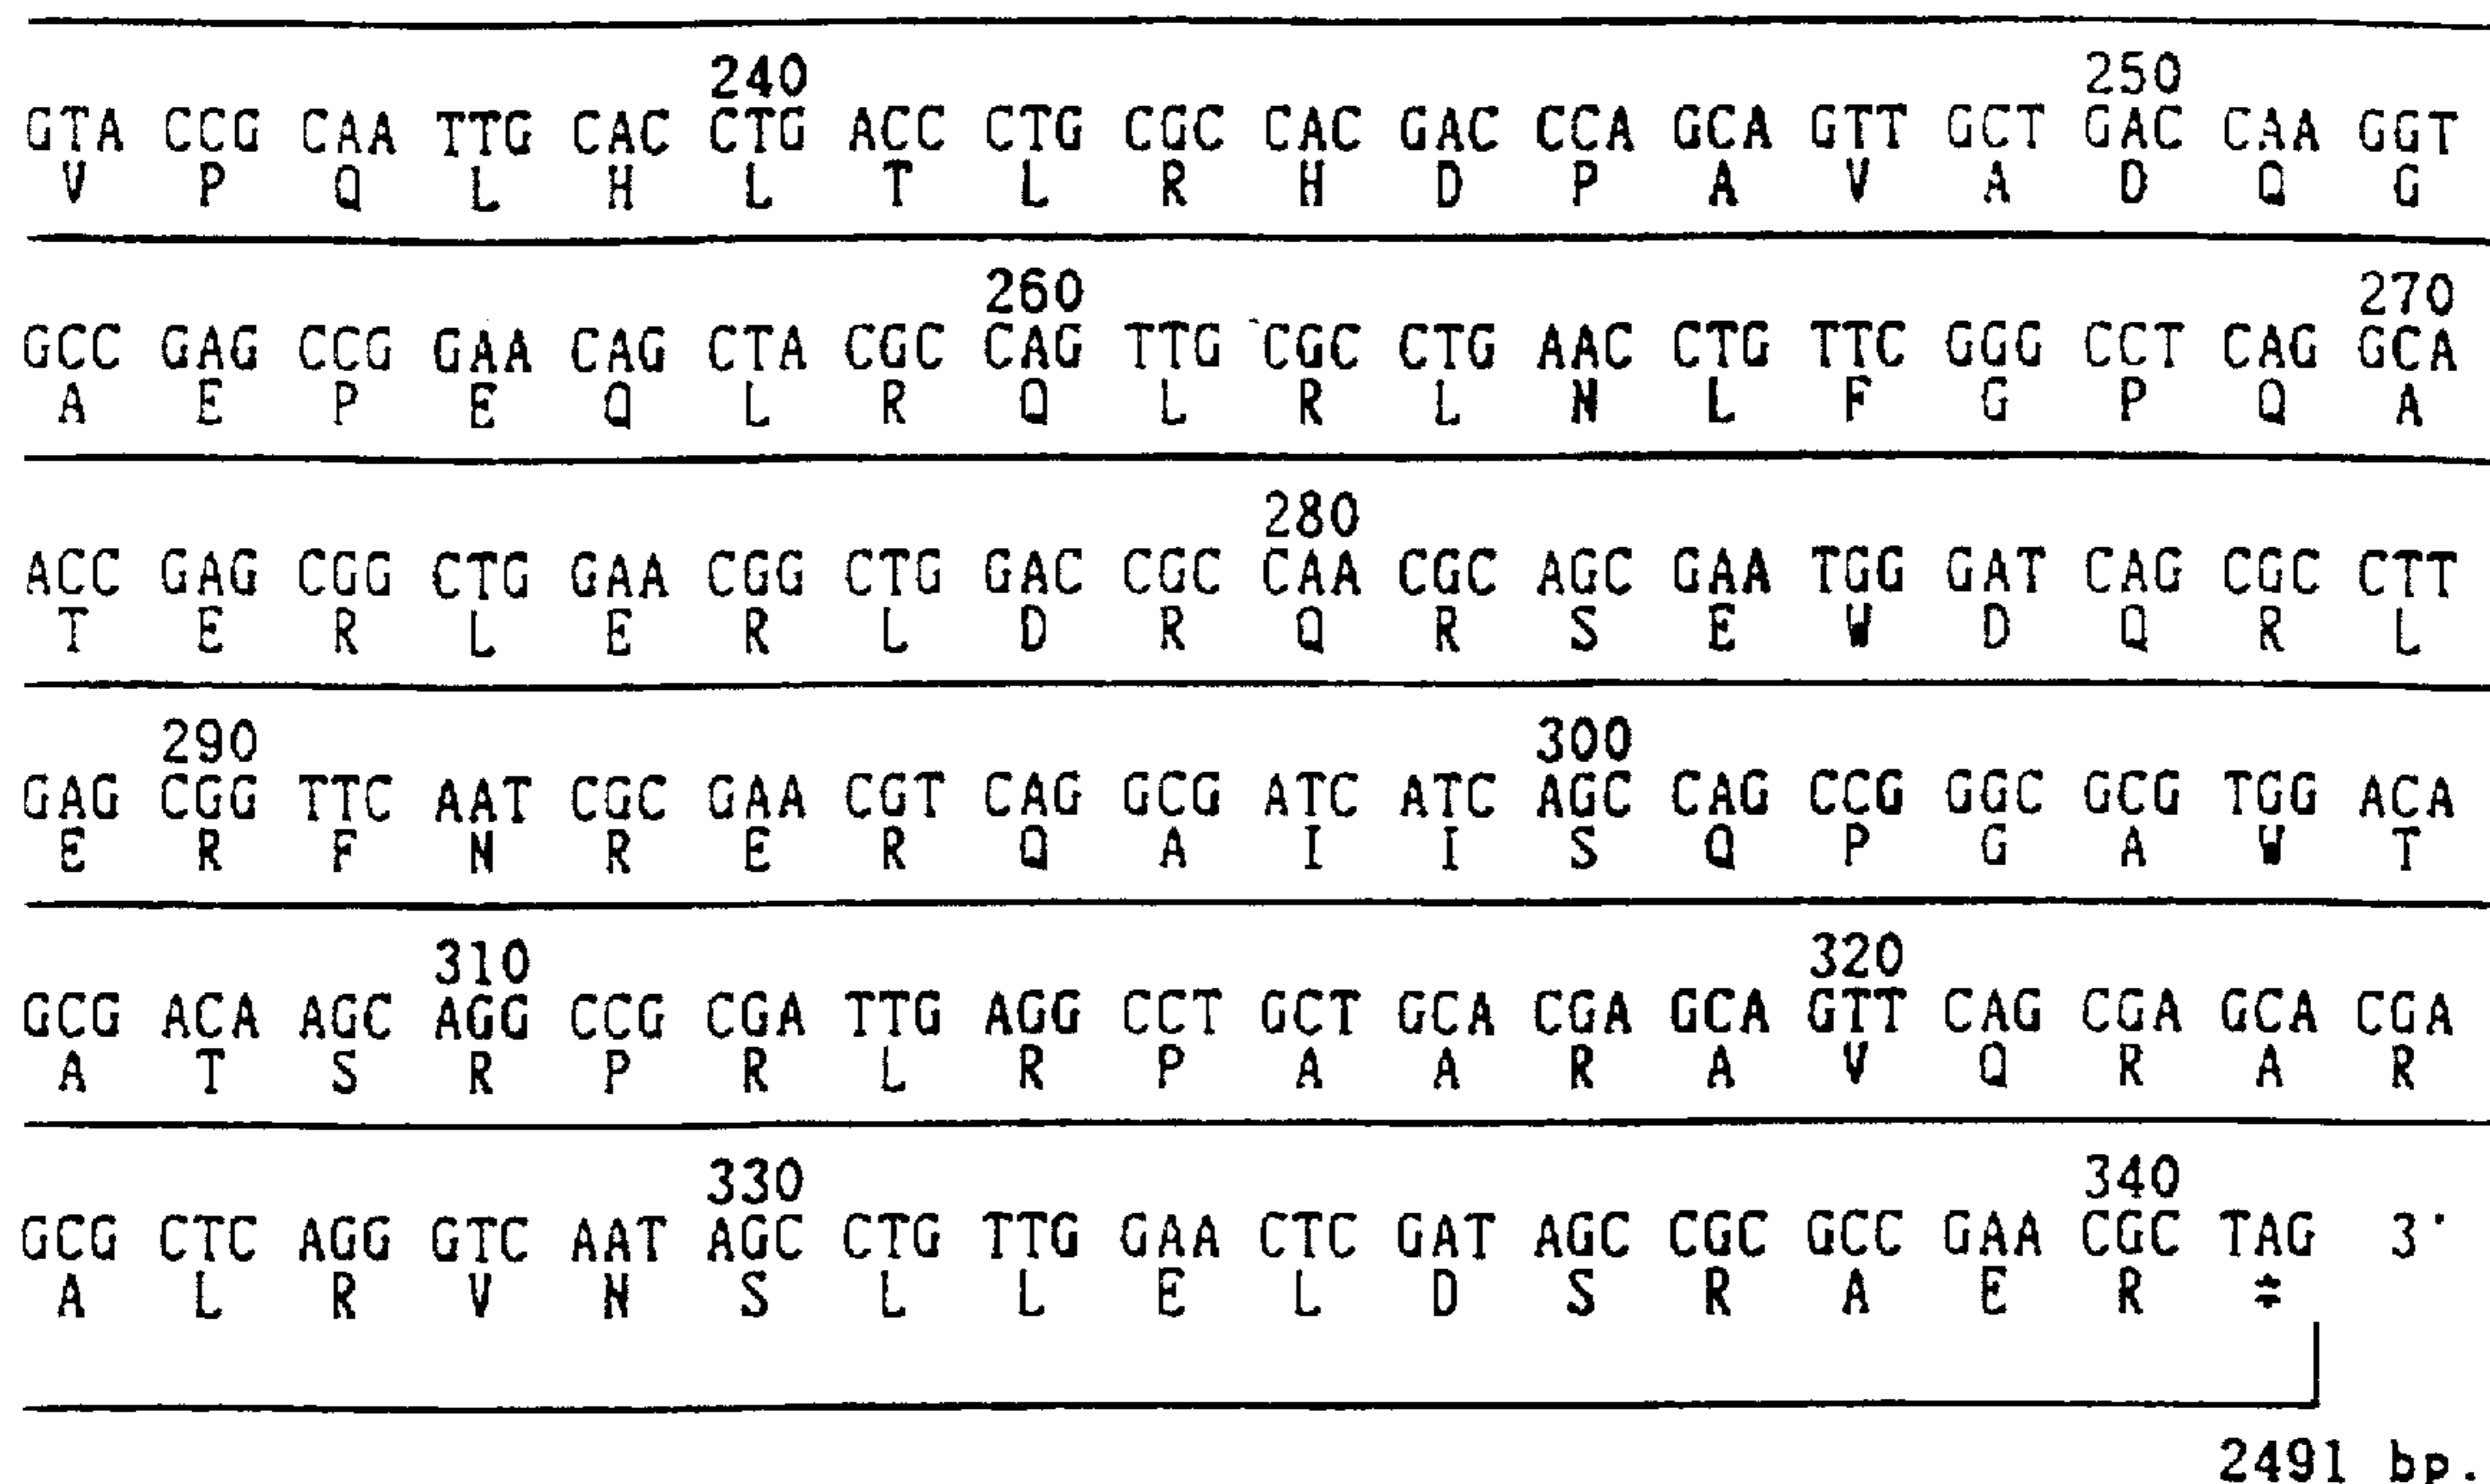 240 250
GTA CCG CAA TTG CAC CTG ACC CTG CGC CAC GAC CCA GCA GTT GCT GAC CAA GGT
V P Q L H L T L R H D P A V A D Q G
260 270
GCC GAG CCG GAA CAG CTA CGC CAG TTG CGC CTG AAC CTG TTC GGG CCT CAG GCA
A E P E Q L R Q L R L N L F G P Q A
280
ACC GAG CGG CTG GAA CGG CTG GAC CGC CAA CGC AGC GAA TGG GAT CAG CGC CTT
T E R L E R L D R Q R S E W D Q R L
290 300
GAG CGG TTC AAT CGC GAA CGT CAG GCG ATC ATC AGC CAG CCG GGC GCG TGG ACA
E R F N R E R Q A I I S Q P G A W T
310 320
GCG ACA AGC AGG CCG CGA TTG AGG CCT GCT GCA CGA GCA GTT CAG CGA GCA CGA
A T S R P R L R P A A R A V Q R A R
330 340
GCG CTC AGG GTC AAT AGC CTG TTG GAA CTC GAT AGC CGC GCC GAA CGC TAG 3'
A L R V N S L L E L D S R A E R *
2491 bp.